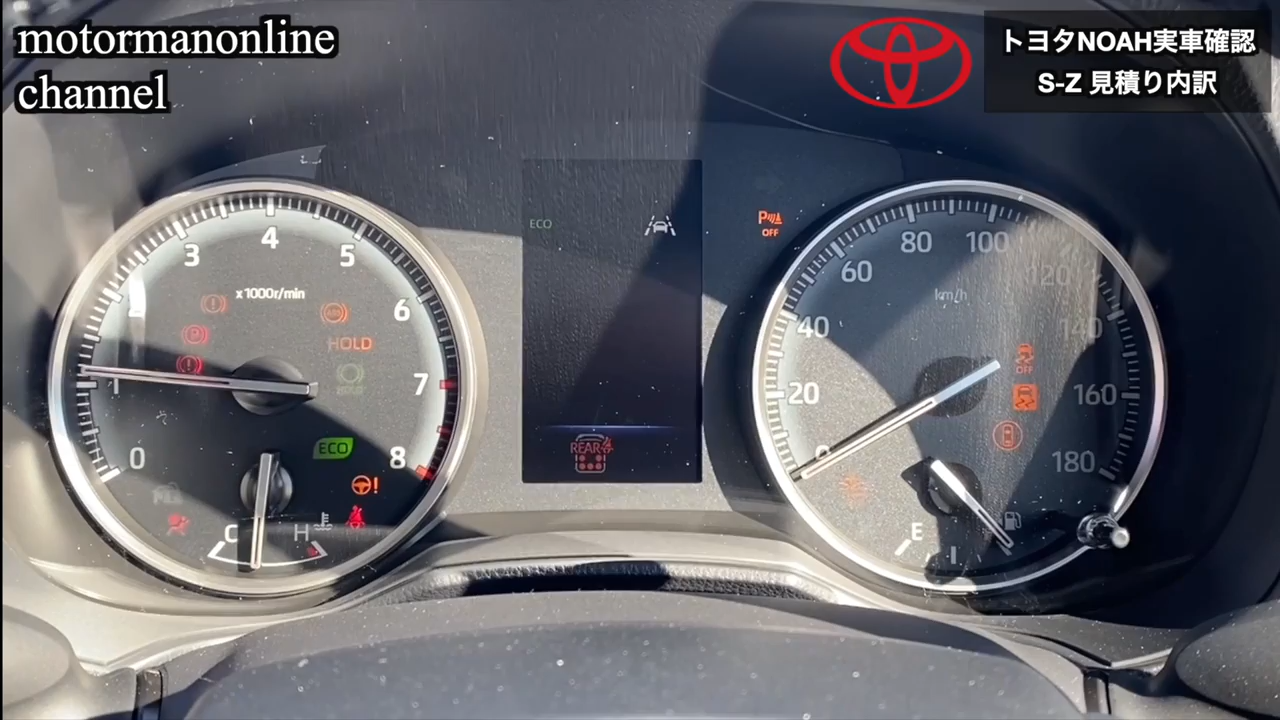 motormanonline
channel
トヨタNOAH実車確認
S-Z 見積り内訳
3
4
5
6
7
8
1
0
x1000r/min
ABS
HOLD
ECO
C
H
ECO
REAR
P
OFF
0
20
40
60
80
100
120
140
160
180
km/h
OFF
E